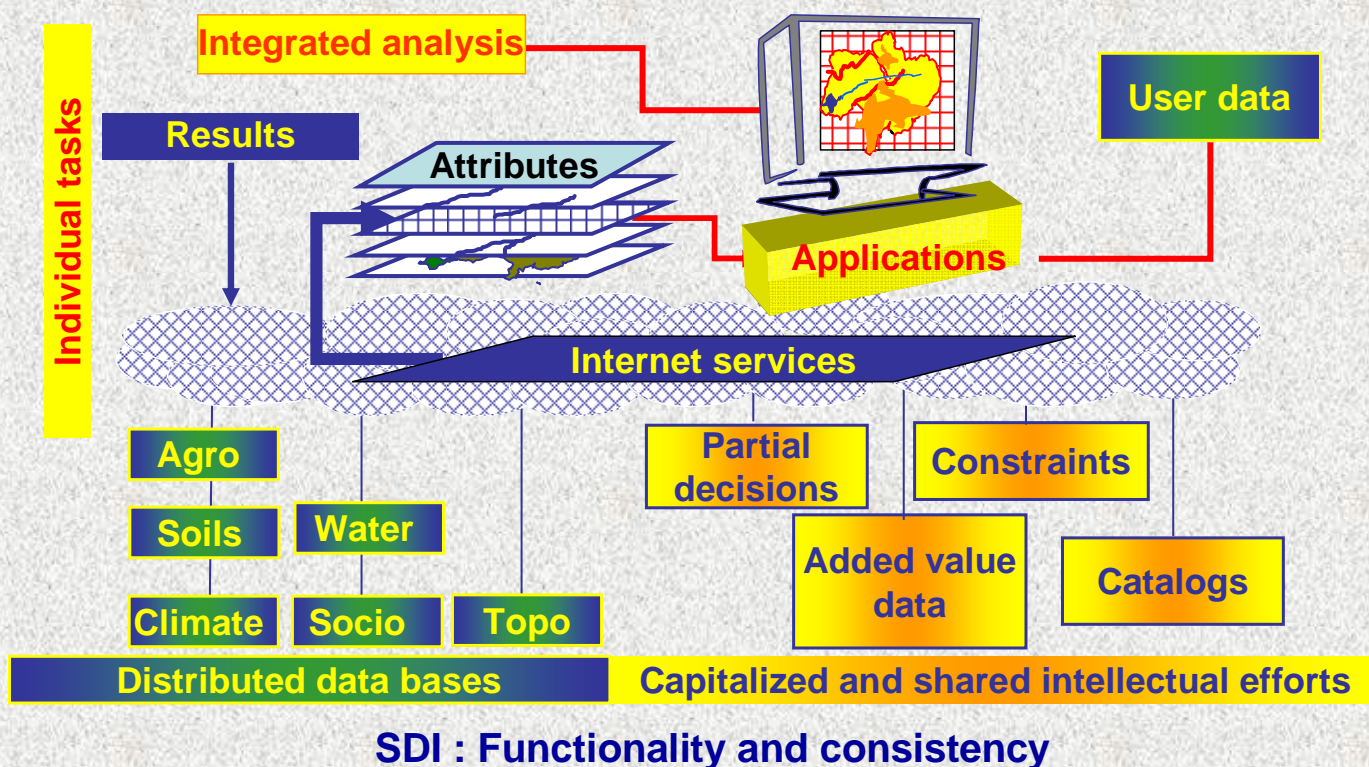 Individual tasks
Integrated analysis
User data
Results
Attributes
Applications
Internet services
Agro
Soils
Climate
Water
Socio
Topo
Partial
decisions
Constraints
Added value
data
Catalogs
Distributed data bases
Capitalized and shared intellectual efforts
SDI : Functionality and consistency